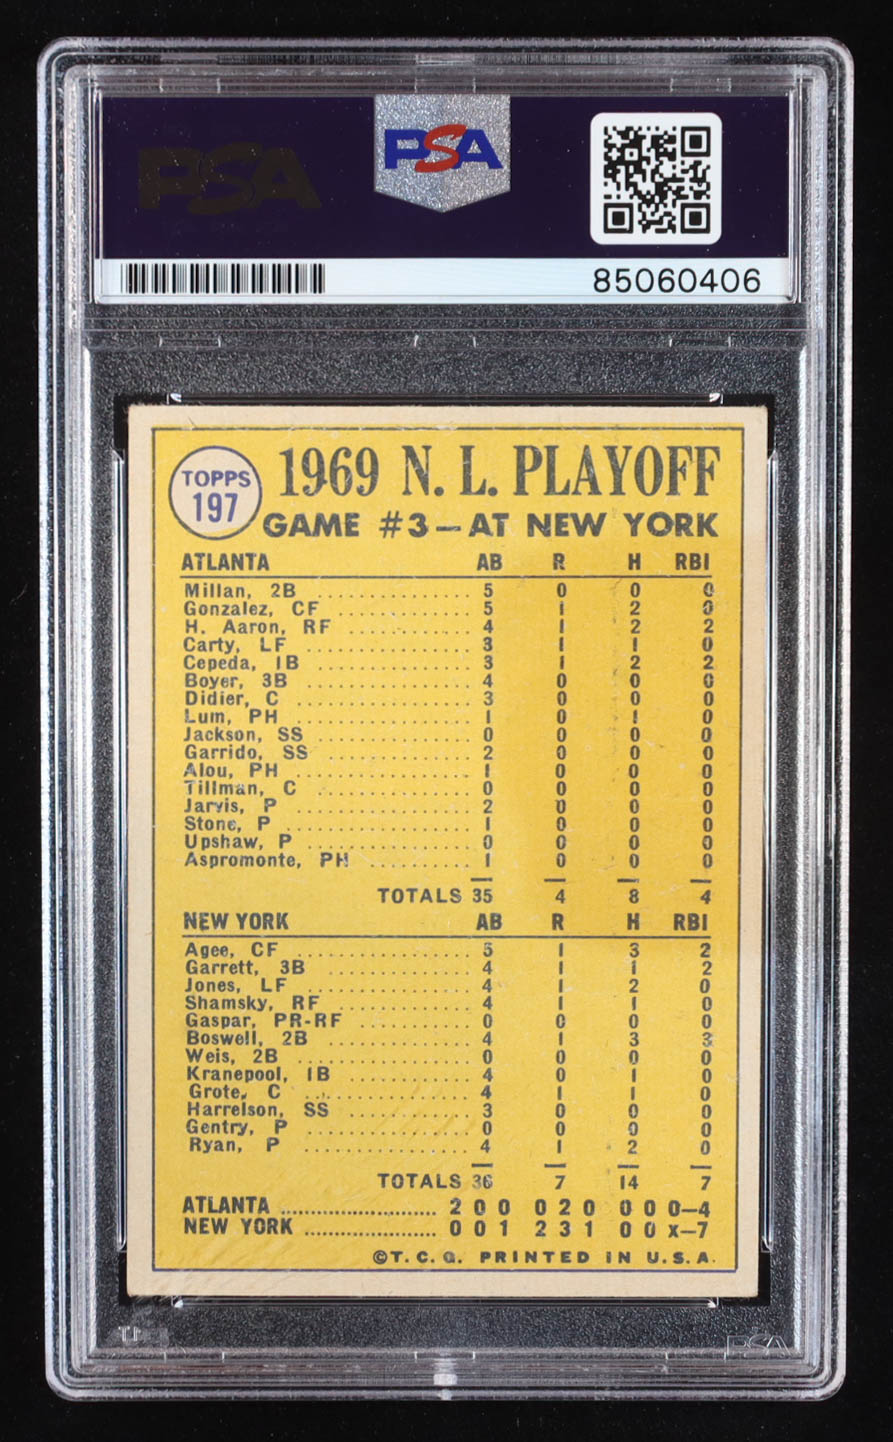 PSA
PSA
85060406
TOPPS
197
1969 N. L. PLAYOFF
GAME #3—AT NEW YORK
ATLANTA AB R H RBI
Millan, 2B 5 0 0 0
Gonzalez, CF 5 1 2 0
H. Aaron, RF 4 1 2 2
Carty, LF 3 1 1 0
Cepeda, 1B 3 1 2 2
Boyer, 3B 4 0 0 0
Didier, C 3 0 0 0
Lum, PH 1 0 1 0
Jackson, SS 0 0 0 0
Garrido, SS 2 0 0 0
Alou, PH 1 0 0 0
Tillman, C 0 0 0 0
Jarvis, P 2 0 0 0
Stone, P 1 0 0 0
Upshaw, P 0 0 0 0
Aspromonte, PH 1 0 0 0
TOTALS 35 4 8 4
NEW YORK AB R H RBI
Agee, CF 5 1 3 2
Garrett, 3B 4 1 1 2
Jones, LF 4 1 2 0
Shamsky, RF 4 1 1 0
Gaspar, PR-RF 0 0 0 0
Boswell, 2B 4 1 3 3
Weis, 2B 0 0 0 0
Kranepool, 1B 4 0 1 0
Grote, C 4 1 1 0
Harrelson, SS 3 0 0 0
Gentry, P 0 0 0 0
Ryan, P 4 1 2 0
TOTALS 36 7 14 7
ATLANTA 2 0 0 0 2 0 0 0 0—4
NEW YORK 0 0 1 2 3 1 0 0 x—7
©T. C. G. PRINTED IN U. S. A.
PSA